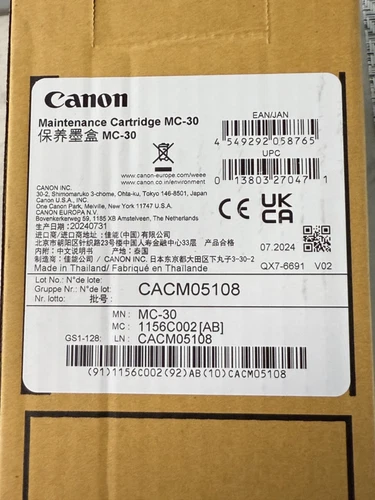 Canon
Maintenance Cartridge MC-30
保养墨盒 MC-30
EAN/JAN
4 549292 058765
UPC
0 13803 27047 1
www.canon-europe.com/weee
www.canon.co.jp/environment
CANON INC.
30-2, Shimomaruko 3-chome, Ohta-ku, Tokyo 146-8501, Japan
Canon U.S.A., Inc.
One Canon Park, Melville, New York 11747 U.S.A.
CANON EUROPA N.V.
Bovenkerkerweg 59, 1185 XB Amstelveen, The Netherlands
生产日期 : 20240731
进口商/进口者 : 佳能(中国)有限公司
北京市朝阳区针织路23号楼中国人寿金融中心33层 产品合格
内附 : 中文说明书 产地 : 泰国
制造商 : 佳能 / CANON INC. 日本东京都大田区下丸子3-30-2
Made in Thailand/ Fabriqué en Thaïlande
CE UK CA
07.2024
QX7-6691 V02
Lot No.: N°de lote:
Gruppe Nr.: N° de lot:
Nr. lotto: 批号 :
CACM05108
MN : MC-30
MC : 1156C002 [AB]
GS1-128: LN : CACM05108
(91)1156C002(92)AB(10)CACM05108